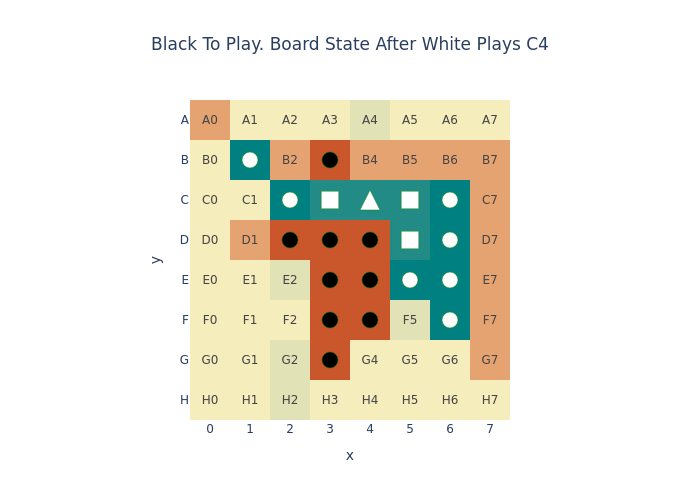 Black To Play. Board State After White Plays C4
A A0 A1 A2 A3 A4 A5 A6 A7
B B0 B2 B4 B5 B6 B7
C C0 C1 C7
D D0 D1 D7
E E0 E1 E2 E7
F F0 F1 F2 F5 F7
G G0 G1 G2 G4 G5 G6 G7
H H0 H1 H2 H3 H4 H5 H6 H7
0 1 2 3 4 5 6 7
x
y